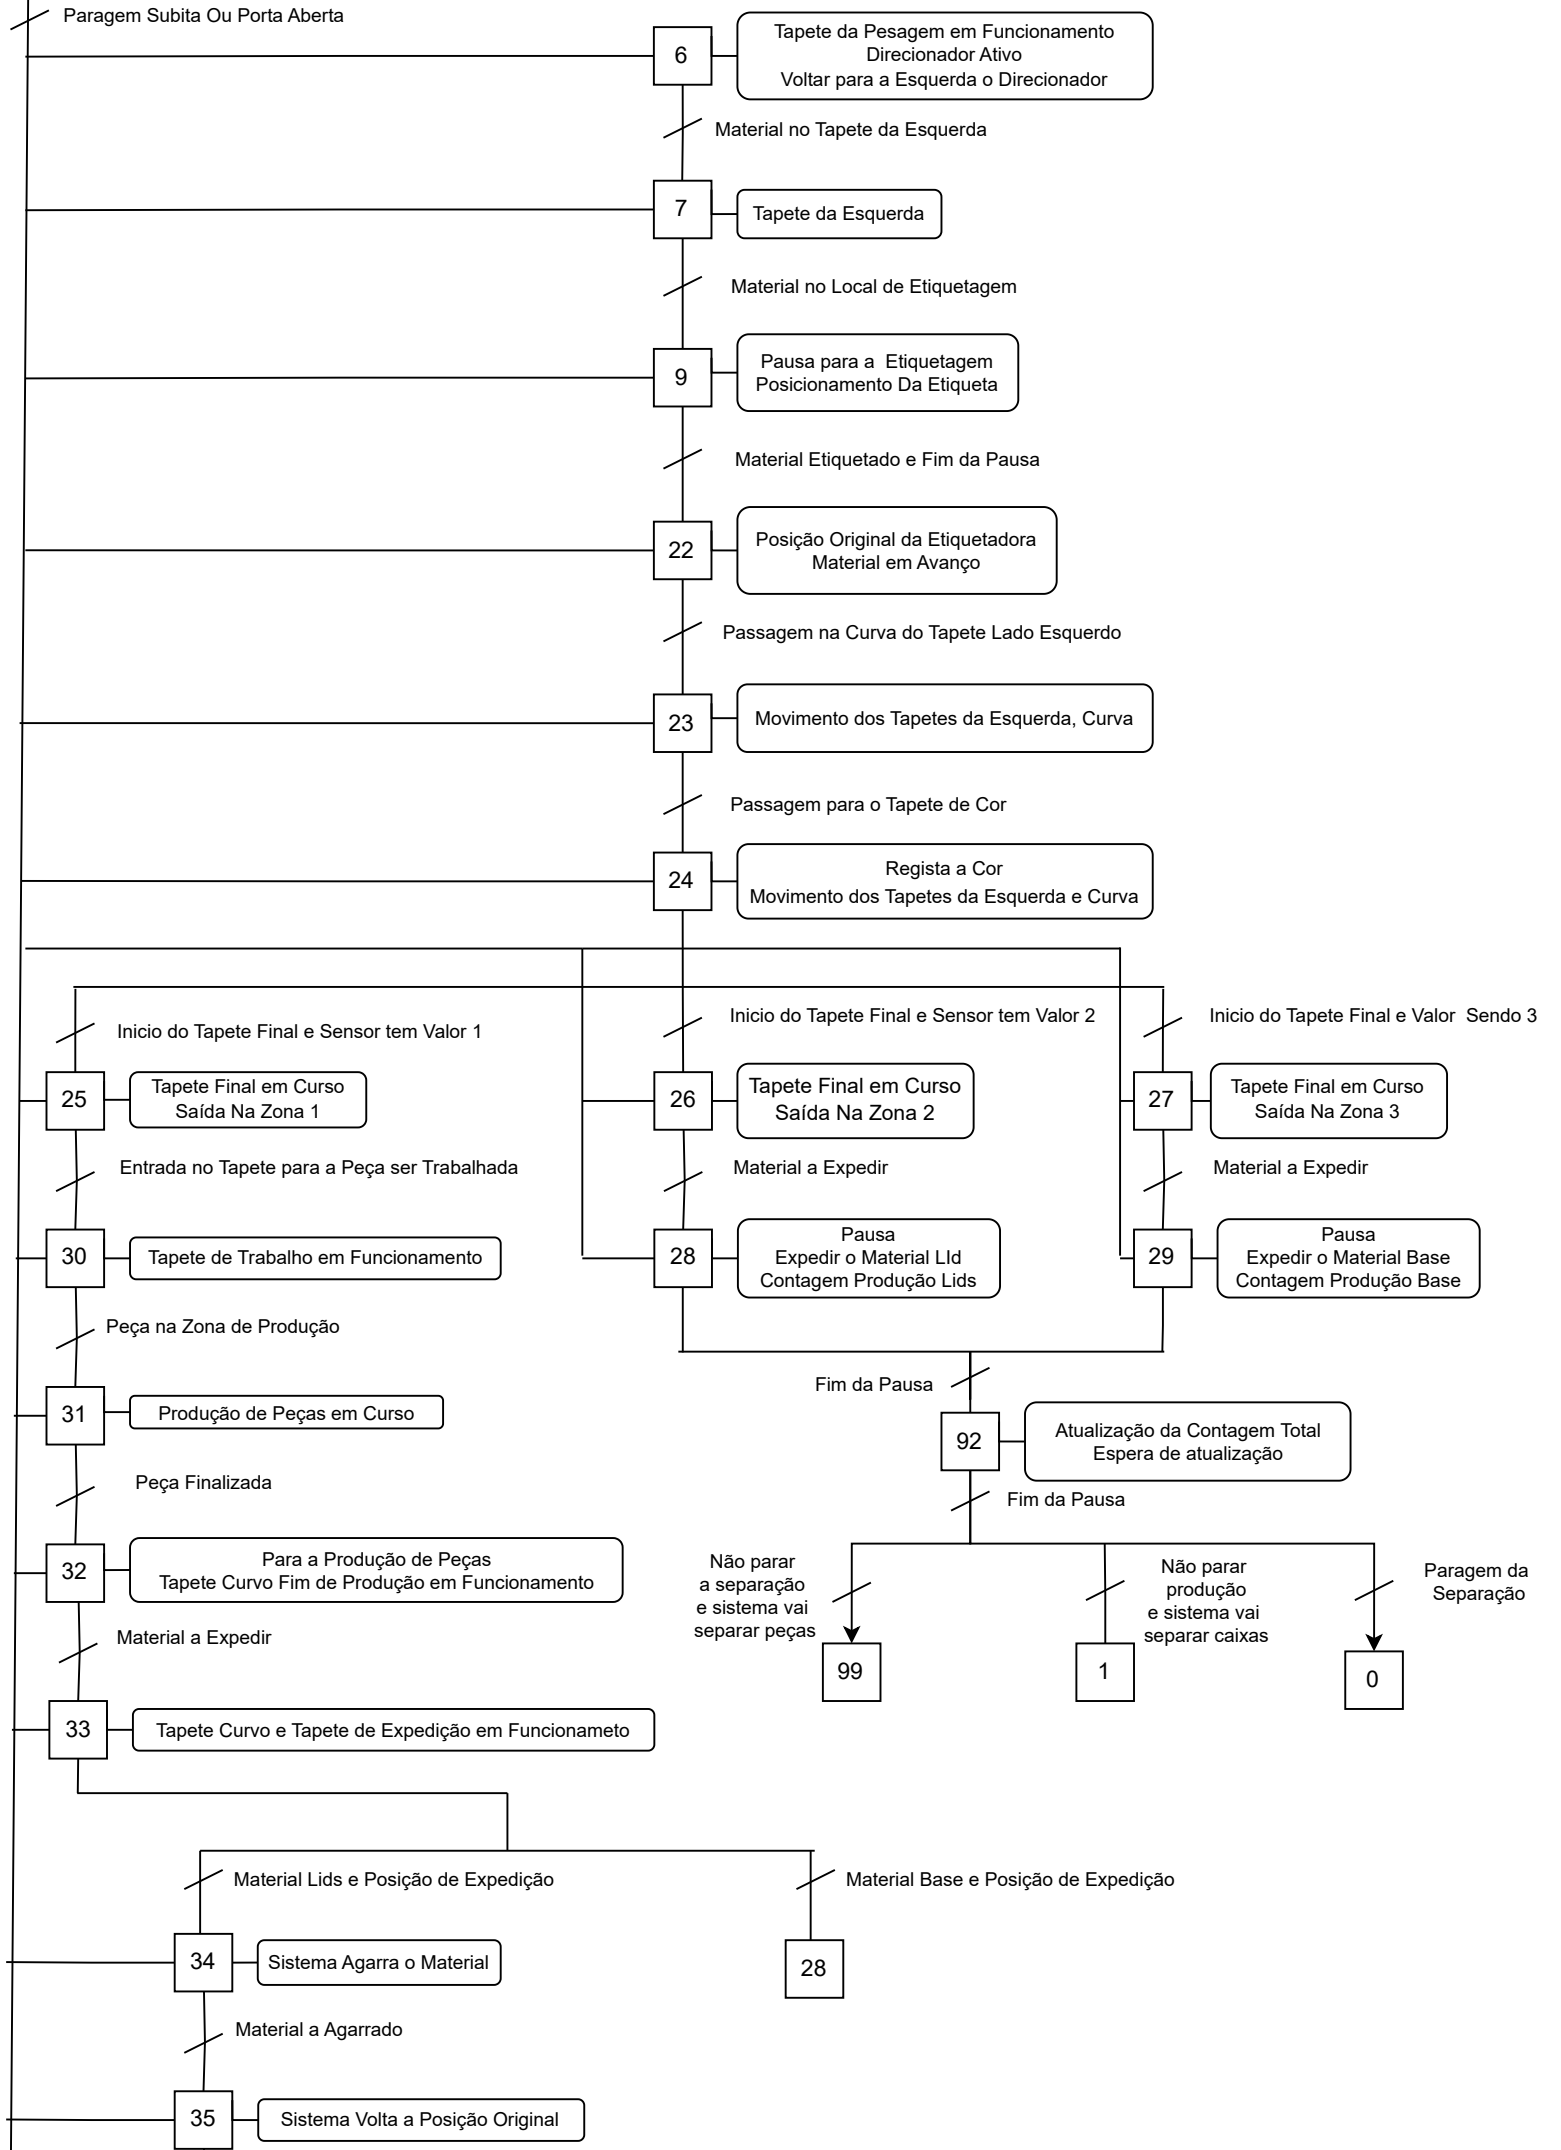 Paragem Subita Ou Porta Aberta
6
Tapete da Pesagem em Funcionamento
Direcionador Ativo
Voltar para a Esquerda o Direcionador
Material no Tapete da Esquerda
7
Tapete da Esquerda
Material no Local de Etiquetagem
9
Pausa para a  Etiquetagem
Posicionamento Da Etiqueta
Material Etiquetado e Fim da Pausa
22
Posição Original da Etiquetadora
Material em Avanço
Passagem na Curva do Tapete Lado Esquerdo
23
Movimento dos Tapetes da Esquerda, Curva
Passagem para o Tapete de Cor
24
Regista a Cor
Movimento dos Tapetes da Esquerda e Curva
Inicio do Tapete Final e Sensor tem Valor 1
Inicio do Tapete Final e Sensor tem Valor 2
Inicio do Tapete Final e Valor  Sendo 3
25
Tapete Final em Curso
Saída Na Zona 1
26
Tapete Final em Curso
Saída Na Zona 2
27
Tapete Final em Curso
Saída Na Zona 3
Entrada no Tapete para a Peça ser Trabalhada
Material a Expedir
Material a Expedir
30
Tapete de Trabalho em Funcionamento
28
Pausa
Expedir o Material LId
Contagem Produção Lids
29
Pausa
Expedir o Material Base
Contagem Produção Base
Peça na Zona de Produção
Fim da Pausa
31
Produção de Peças em Curso
92
Atualização da Contagem Total
Espera de atualização
Peça Finalizada
Fim da Pausa
32
Para a Produção de Peças
Tapete Curvo Fim de Produção em Funcionamento
Não parar
a separação
e sistema vai
separar peças
Não parar
produção
e sistema vai
separar caixas
Paragem da
Separação
Material a Expedir
99
1
0
33
Tapete Curvo e Tapete de Expedição em Funcionameto
Material Lids e Posição de Expedição
Material Base e Posição de Expedição
34
Sistema Agarra o Material
28
Material a Agarrado
35
Sistema Volta a Posição Original